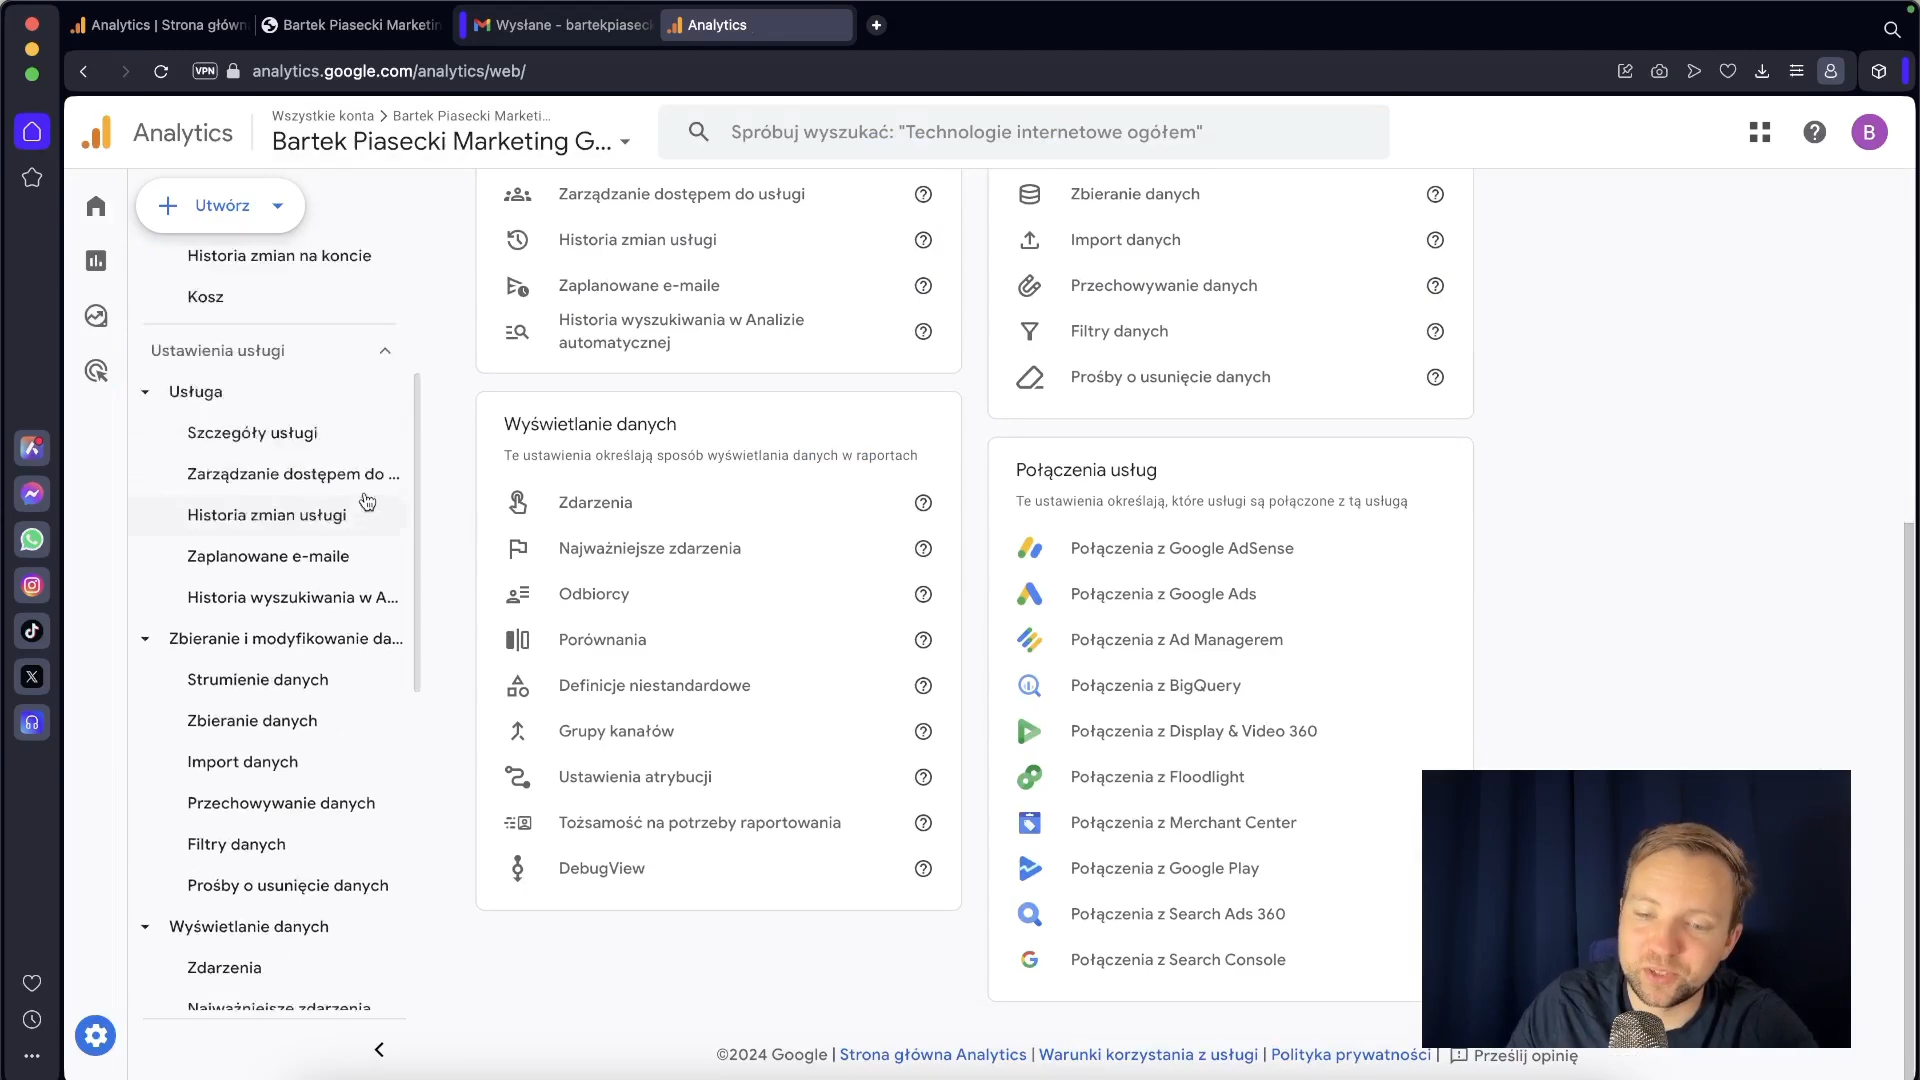 Analytics | Strona główn
Bartek Piasecki Marketin
Wysłane - bartekpiaseck
Analytics
VPN
analytics.google.com/analytics/web/
Analytics
Wszystkie konta > Bartek Piasecki Marketi...
Bartek Piasecki Marketing G...
Spróbuj wyszukać: "Technologie internetowe ogółem"
B
Utwórz
Historia zmian na koncie
Kosz
Ustawienia usługi
Usługa
Szczegóły usługi
Zarządzanie dostępem do ...
Historia zmian usługi
Zaplanowane e-maile
Historia wyszukiwania w A...
Zbieranie i modyfikowanie da...
Strumienie danych
Zbieranie danych
Import danych
Przechowywanie danych
Filtry danych
Prośby o usunięcie danych
Wyświetlanie danych
Zdarzenia
Najważniejsze zdarzenia
Zarządzanie dostępem do usługi
Historia zmian usługi
Zaplanowane e-maile
Historia wyszukiwania w Analizie
automatycznej
Wyświetlanie danych
Te ustawienia określają sposób wyświetlania danych w raportach
Zdarzenia
Najważniejsze zdarzenia
Odbiorcy
Porównania
Definicje niestandardowe
Grupy kanałów
Ustawienia atrybucji
Tożsamość na potrzeby raportowania
DebugView
Zbieranie danych
Import danych
Przechowywanie danych
Filtry danych
Prośby o usunięcie danych
Połączenia usług
Te ustawienia określają, które usługi są połączone z tą usługą
Połączenia z Google AdSense
Połączenia z Google Ads
Połączenia z Ad Managerem
Połączenia z BigQuery
Połączenia z Display & Video 360
Połączenia z Floodlight
Połączenia z Merchant Center
Połączenia z Google Play
Połączenia z Search Ads 360
Połączenia z Search Console
©2024 Google | Strona główna Analytics | Warunki korzystania z usługi | Polityka prywatności | Prześlij opinię